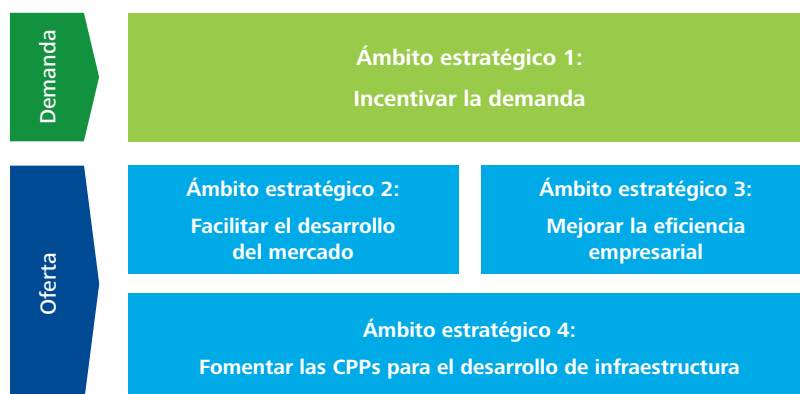 Demanda
Ámbito estratégico 1:
Incentivar la demanda
Oferta
Ámbito estratégico 2:
Facilitar el desarrollo
del mercado
Ámbito estratégico 3:
Mejorar la eficiencia
empresarial
Ámbito estratégico 4:
Fomentar las CPPs para el desarrollo de infraestructura